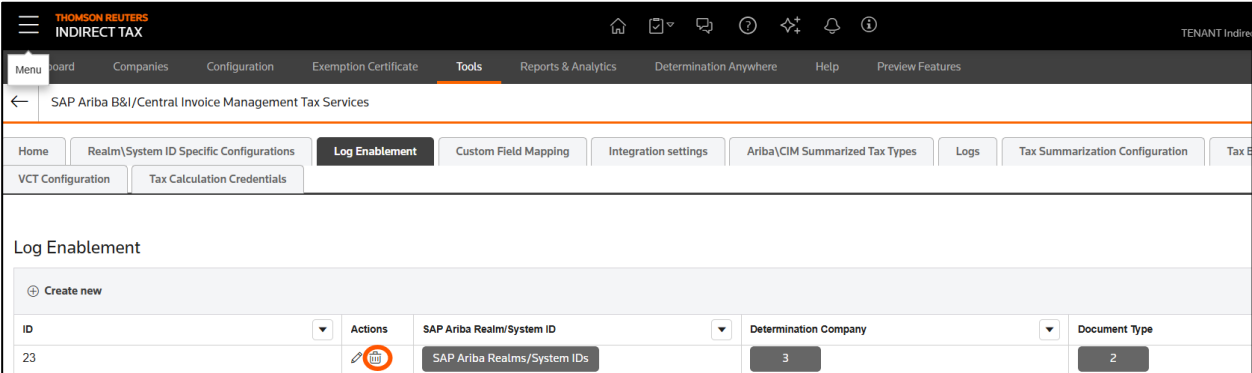 THOMSON REUTERS
INDIRECT TAX
TENANT Indirec
Menu
board Companies Configuration Exemption Certificate Tools Reports & Analytics Determination Anywhere Help Preview Features
SAP Ariba B&I/Central Invoice Management Tax Services
Home Realm\System ID Specific Configurations Log Enablement Custom Field Mapping Integration settings Ariba\CIM Summarized Tax Types Logs Tax Summarization Configuration Tax E
VCT Configuration Tax Calculation Credentials
Log Enablement
Create new
ID Actions SAP Ariba Realm/System ID Determination Company Document Type
23 SAP Ariba Realms/System IDs 3 2